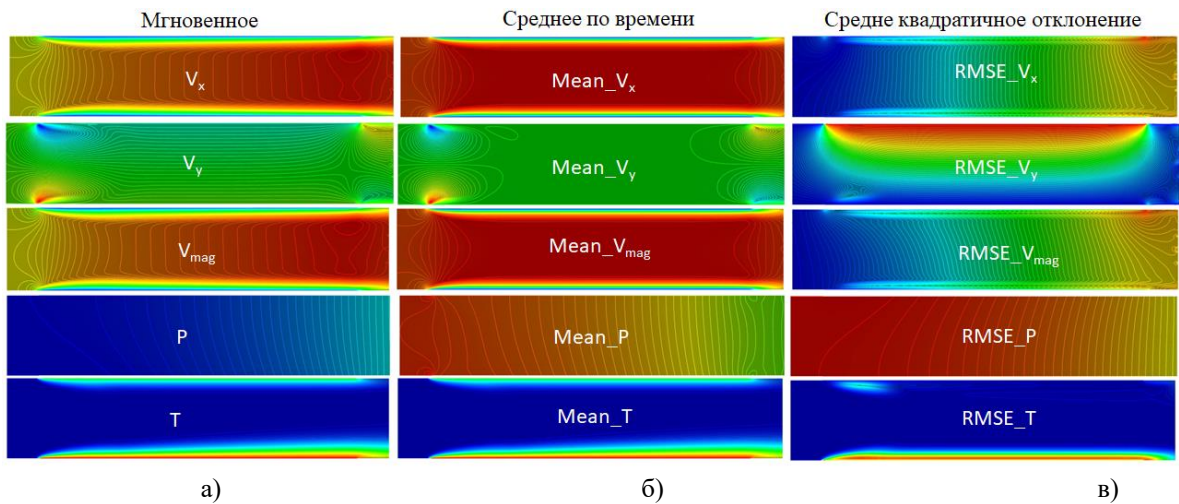 Мгновенное
Среднее по времени
Средне квадратичное отклонение
Vx
Mean_Vx
RMSE_Vx
Vy
Mean_Vy
RMSE_Vy
Vmag
Mean_Vmag
RMSE_Vmag
P
Mean_P
RMSE_P
T
Mean_T
RMSE_T
а)
б)
в)